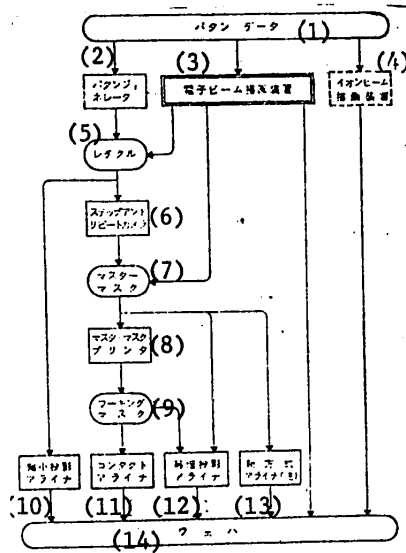 パタン データ (1)
(2)
(3)
(4)
パタンジェ
ネレータ
電子ビーム描画装置
イオンビーム
描画装置
(5)
レチクル
ステップアンド
リピートカメラ
(6)
マスター
マスク
(7)
マスタ・マスク
プリンタ
(8)
ワーキング
マスク
(9)
縮小投影
アライナ
コンタクト
アライナ
投影
アライナ
アライナ
(10)
(11)
(12)
(13)
(14)
ウェハ